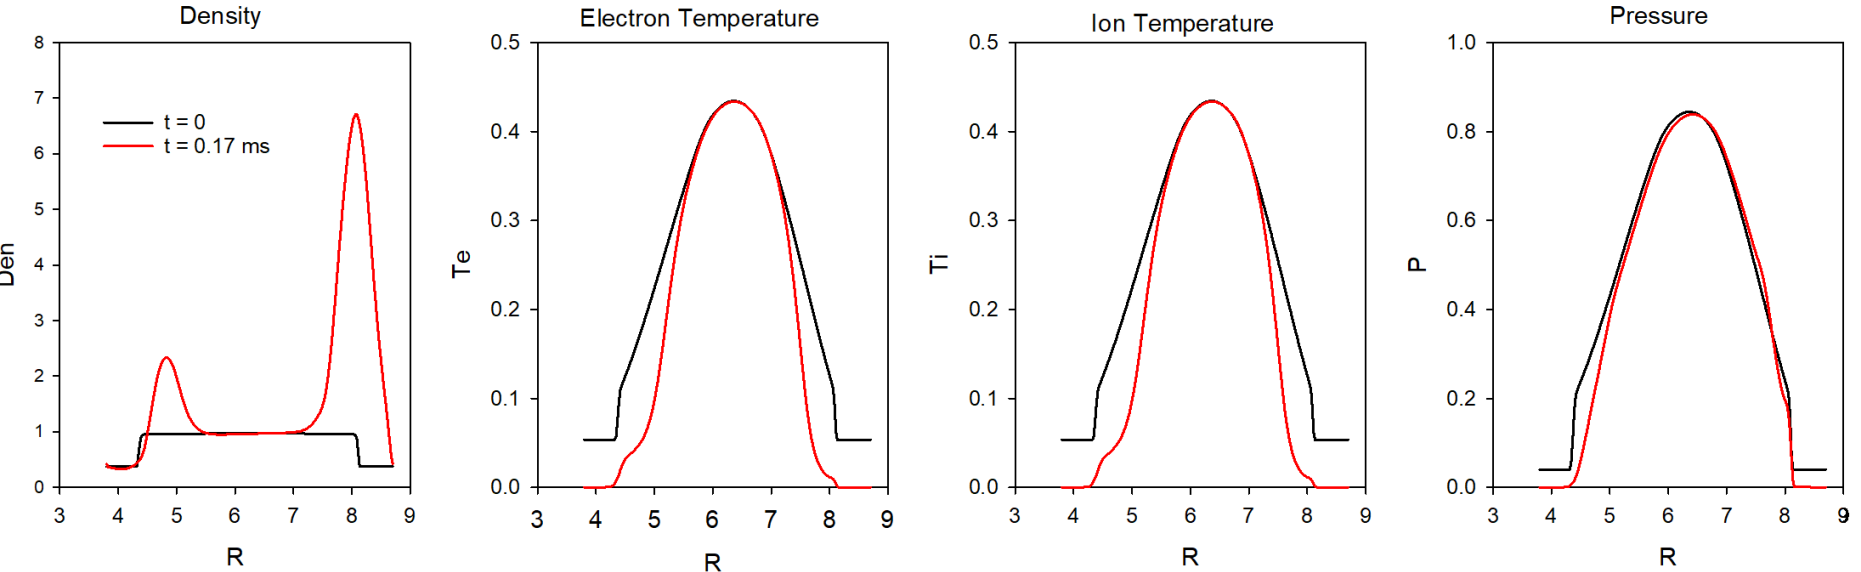 Density
8
7
6
5
4
3
2
1
0
3 4 5 6 7 8 9
Den
R
t = 0
t = 0.17 ms
Electron Temperature
0.5
0.4
0.3
0.2
0.1
0.0
3 4 5 6 7 8 9
Te
R
Ion Temperature
0.5
0.4
0.3
0.2
0.1
0.0
3 4 5 6 7 8 9
Ti
R
Pressure
1.0
0.8
0.6
0.4
0.2
0.0
3 4 5 6 7 8 9
P
R